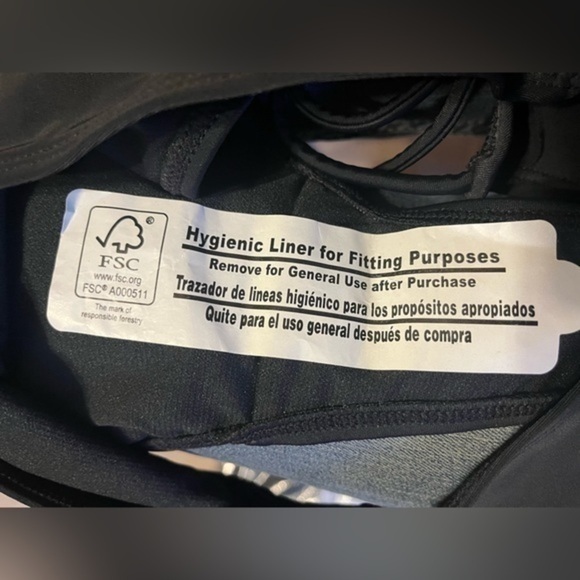 FSC®
www.fsc.org
FSC® A000511
The mark of
responsible forestry
Hygienic Liner for Fitting Purposes
Remove for General Use after Purchase
Trazador de lineas higiénico para los propósitos apropiados
Quite para el uso general después de compra